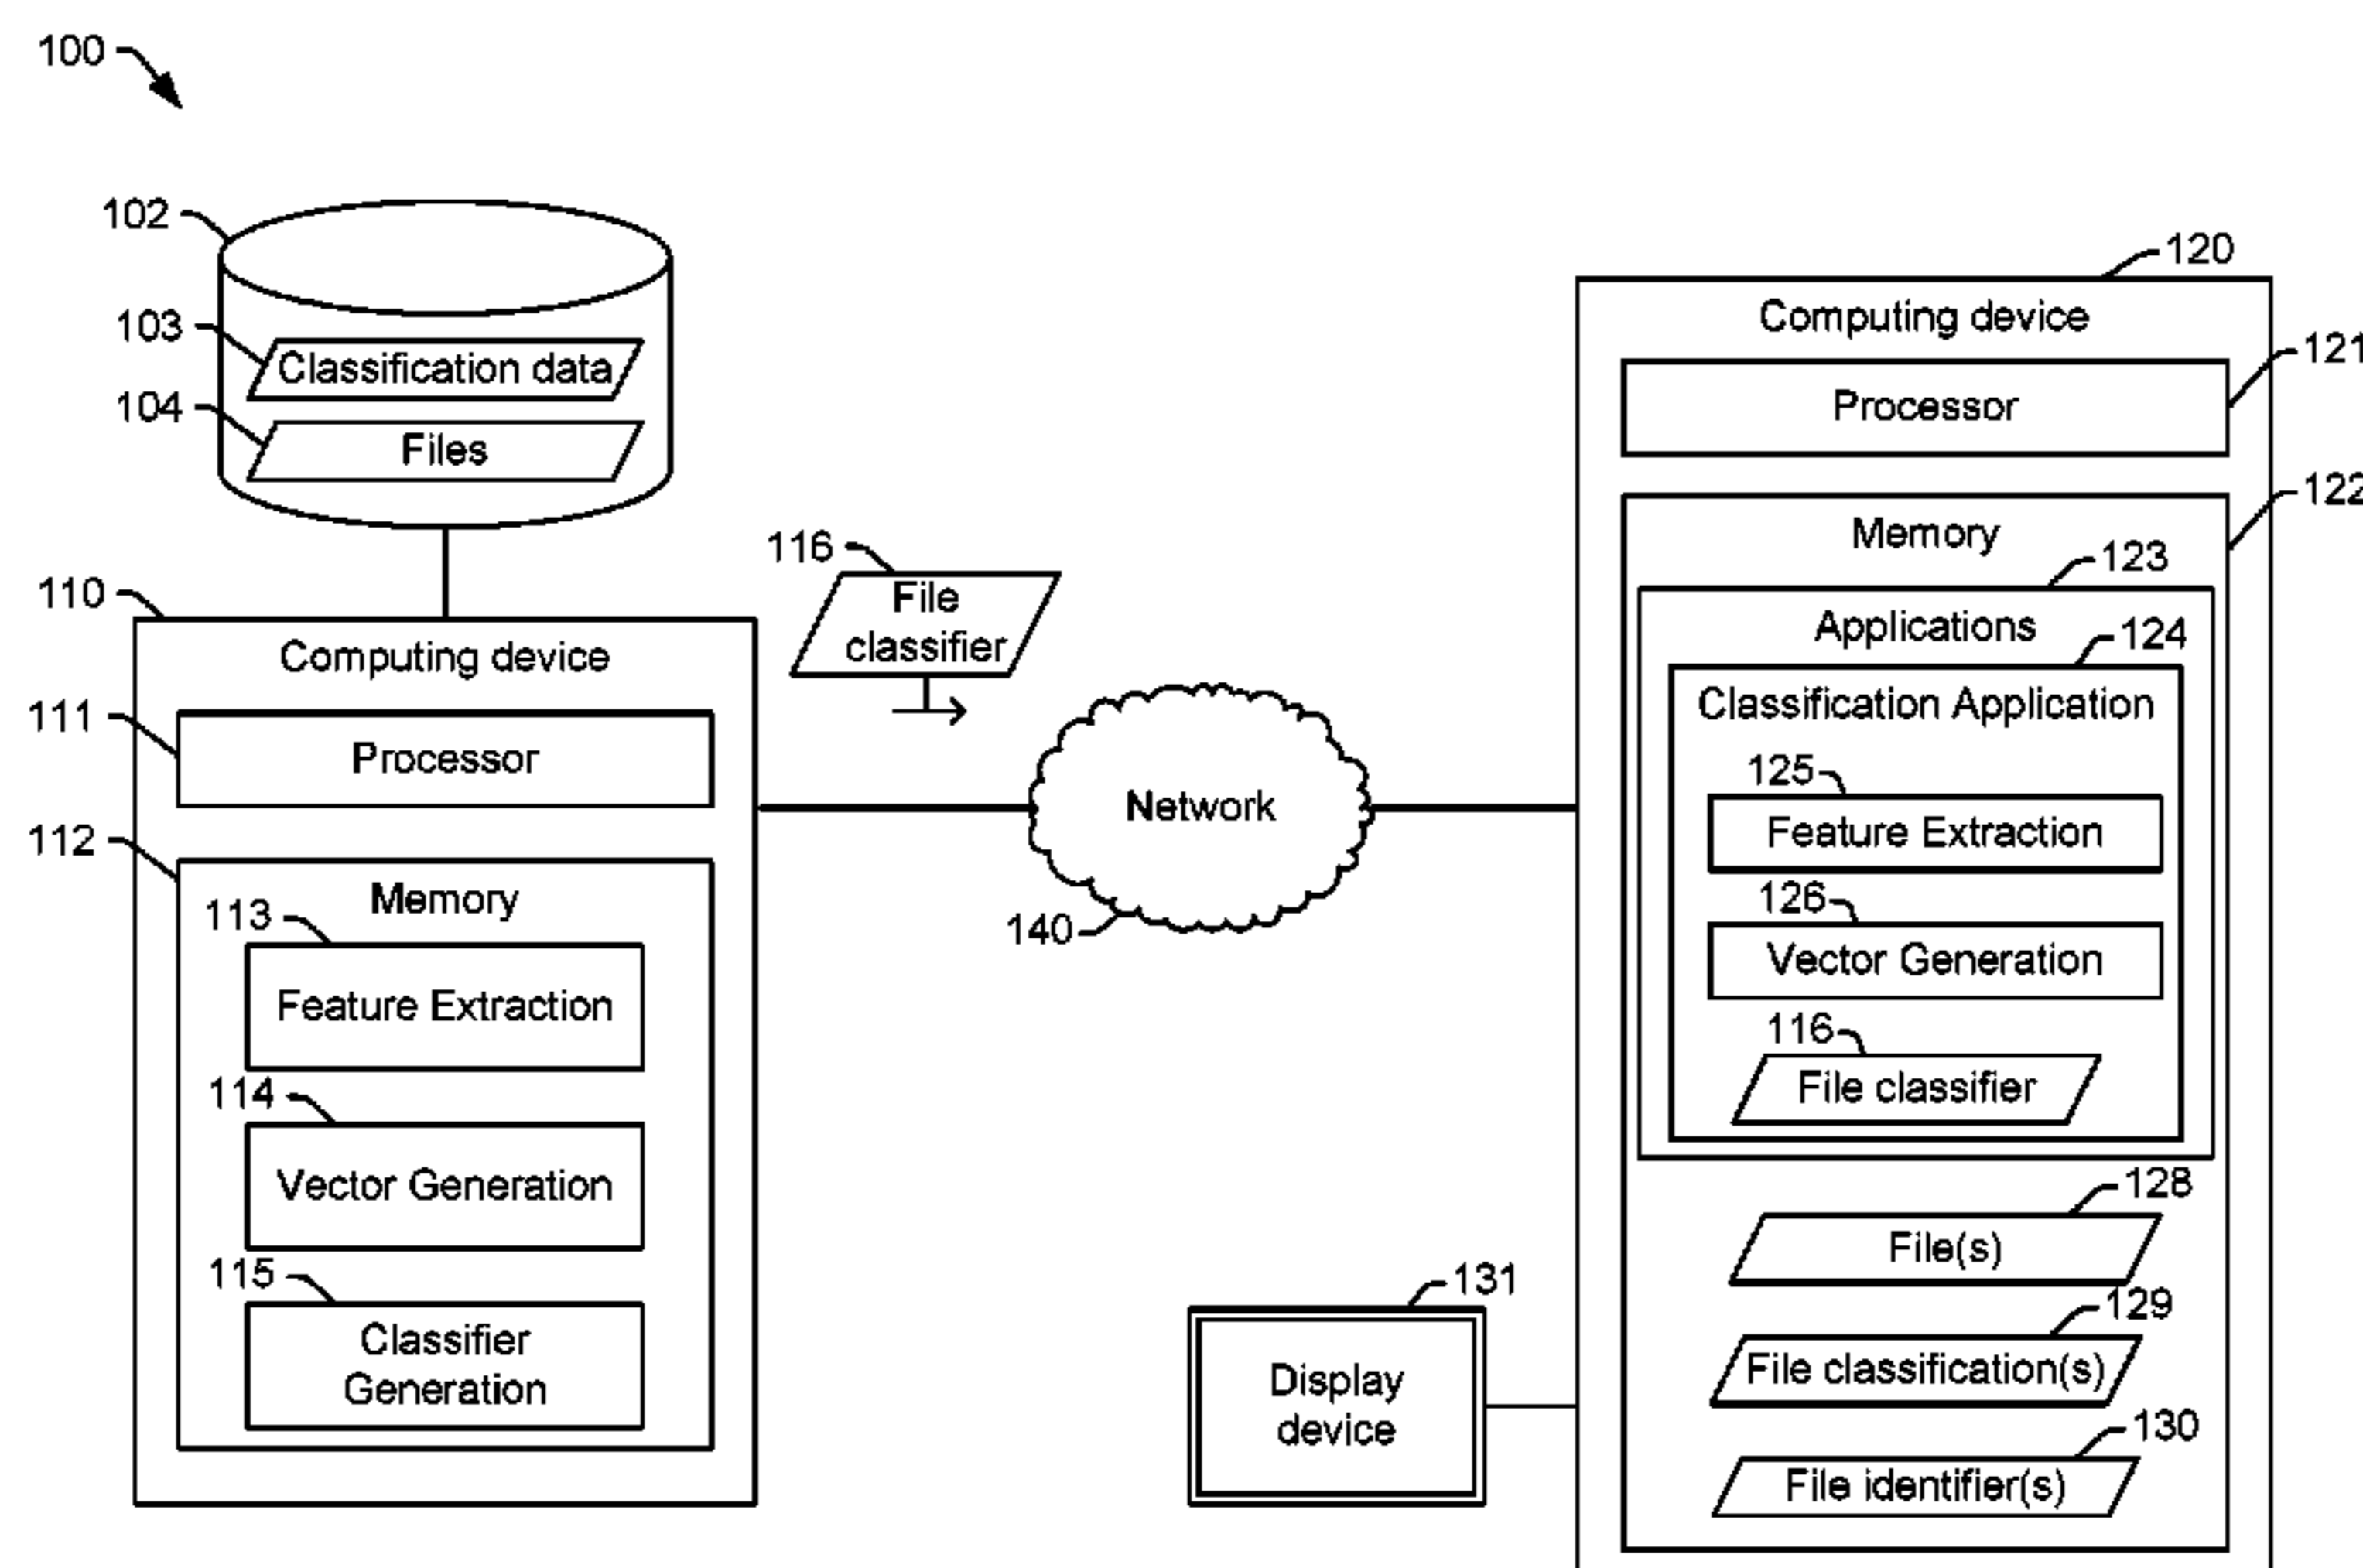 100
102
103
Classification data
104
Files
110
Computing device
111
Processor
112
Memory
113
Feature Extraction
114
Vector Generation
115
Classifier
Generation
116
File
classifier
Network
140
120
Computing device
121
Processor
122
Memory
123
Applications
124
Classification Application
125
Feature Extraction
126
Vector Generation
116
File classifier
128
File(s)
129
File classification(s)
130
File identifier(s)
131
Display
device